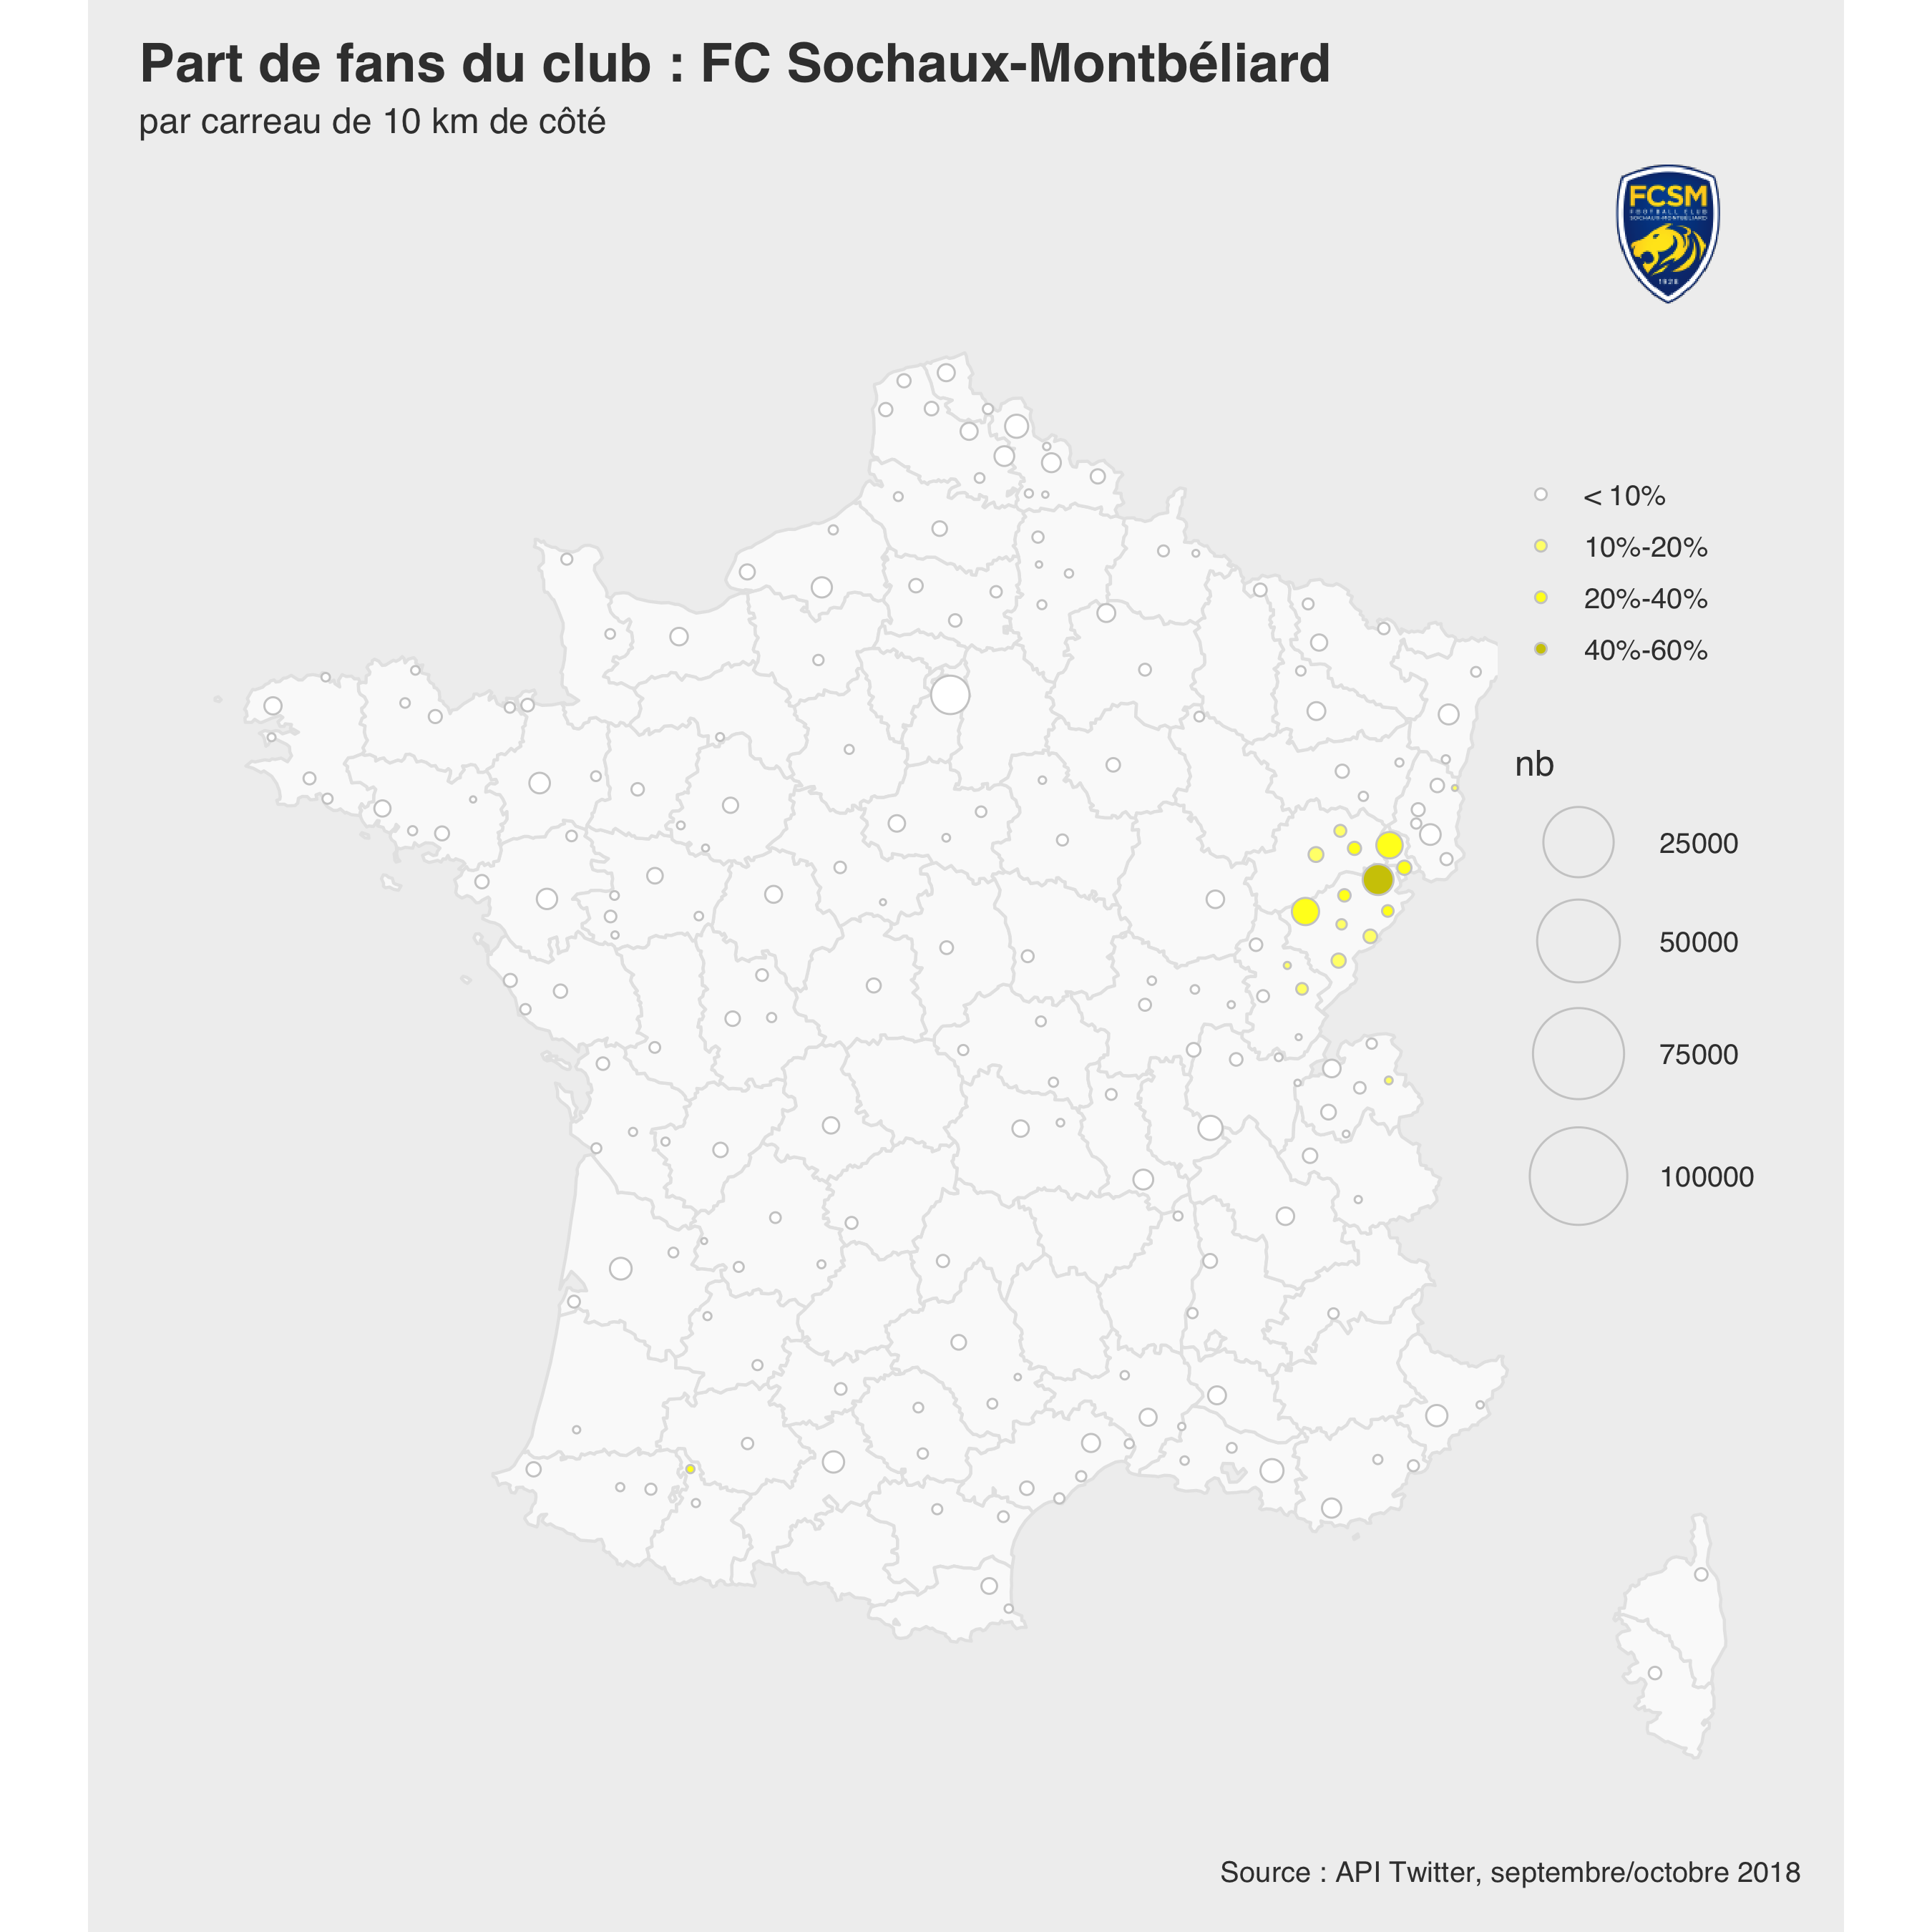 Part de fans du club : FC Sochaux-Montbéliard
par carreau de 10 km de côté
FCSM
FOOTBALL CLUB
SOCHAUX-MONTBÉLIARD
1928
< 10%
10%-20%
20%-40%
40%-60%
nb
25000
50000
75000
100000
Source : API Twitter, septembre/octobre 2018